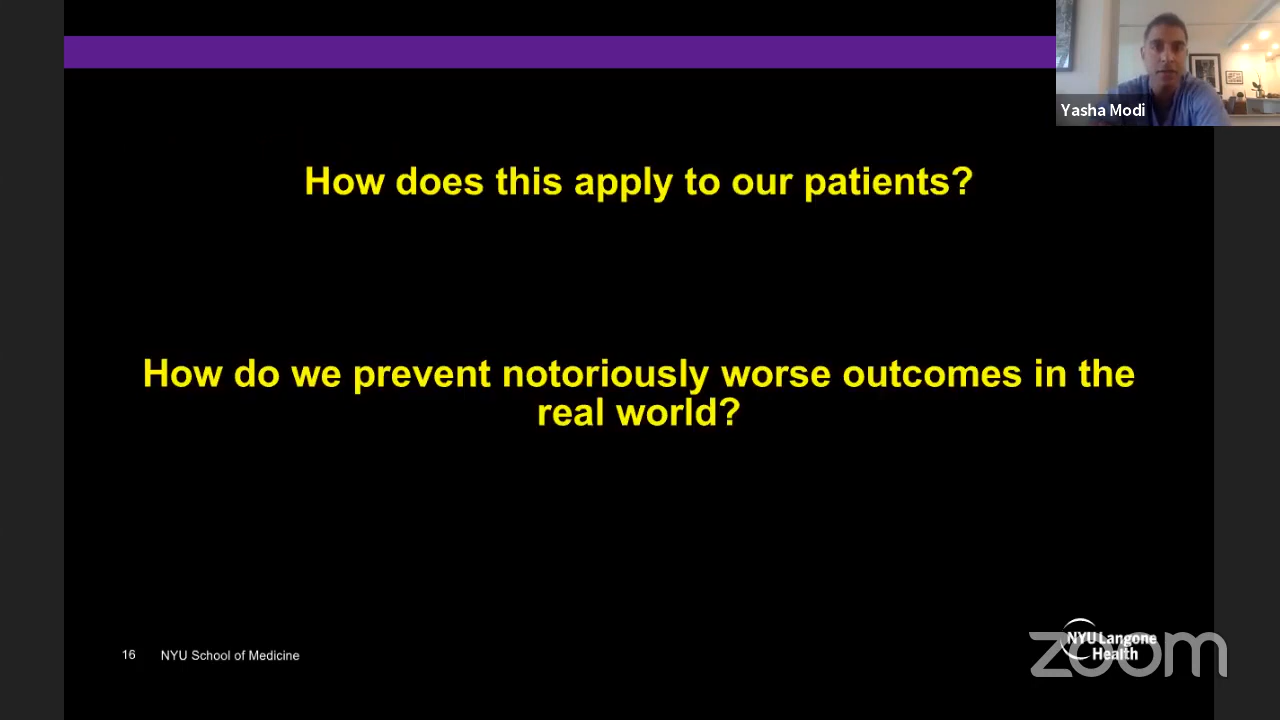 Yasha Modi
How does this apply to our patients?
How do we prevent notoriously worse outcomes in the
real world?
16 NYU School of Medicine
NYU Langone
Health
zoom